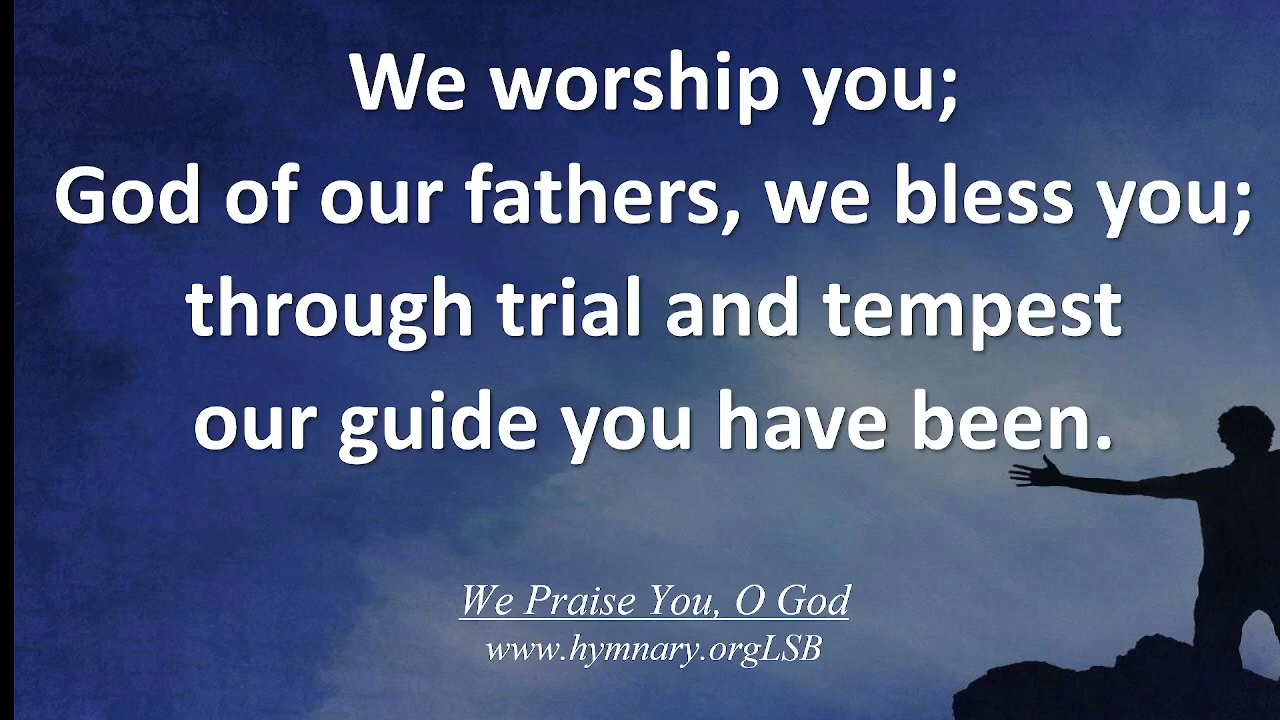 We worship you;
God of our fathers, we bless you;
through trial and tempest
our guide you have been.
We Praise You, O God
www.hymnary.orgLSB